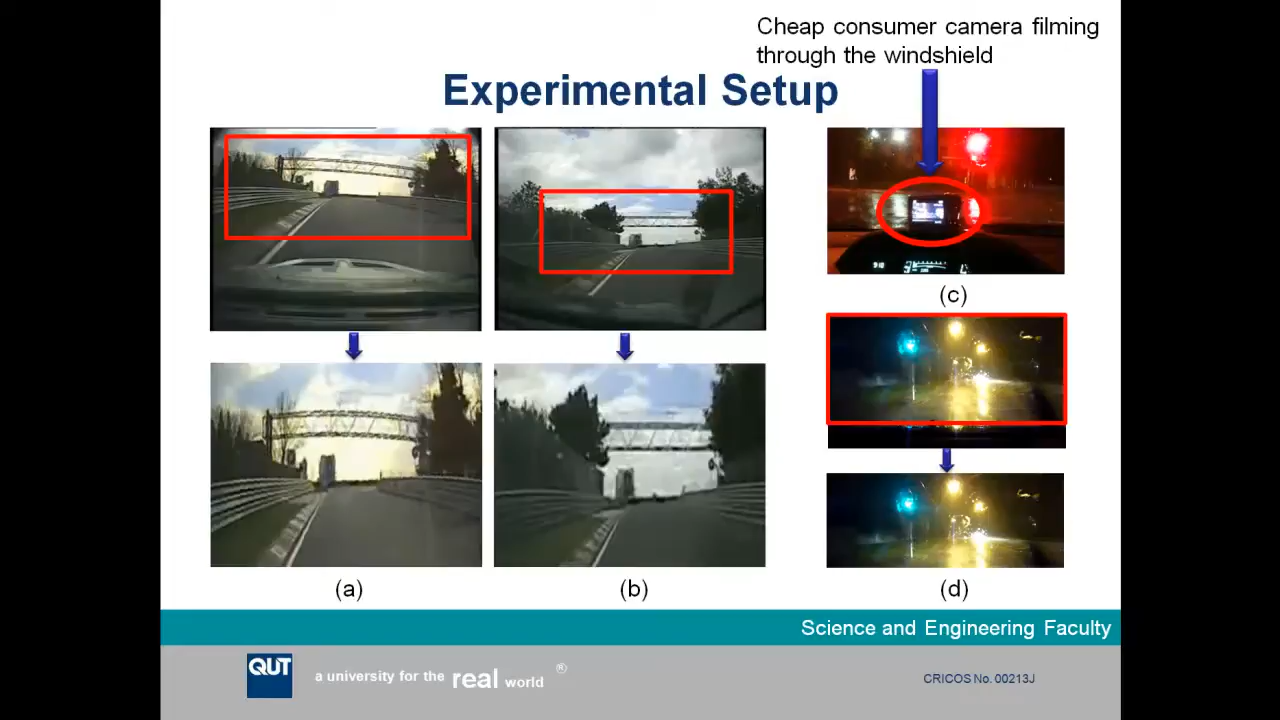 Cheap consumer camera filming
through the windshield
Experimental Setup
(c)
(a)
(b)
(d)
Science and Engineering Faculty
QUT
a university for the real world ®
CRICOS No. 00213J